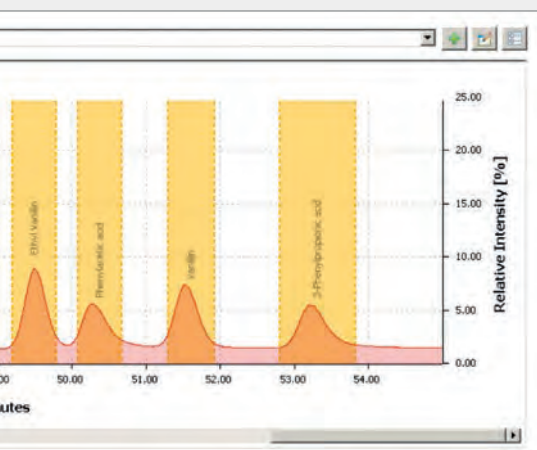 25.00
20.00
15.00
10.00
5.00
0.00
Relative Intensity [%]
Ethyl Vanillin
Phenylacetic acid
Vanillin
3-Phenylpropionic acid
00
50.00
51.00
52.00
53.00
54.00
utes